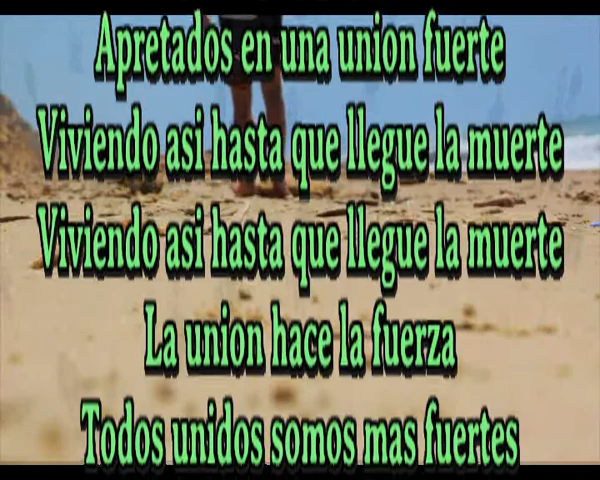 Apretados en una union fuerte
Viviendo asi hasta que llegue la muerte
Viviendo asi hasta que llegue la muerte
La union hace la fuerza
Todos unidos somos mas fuertes